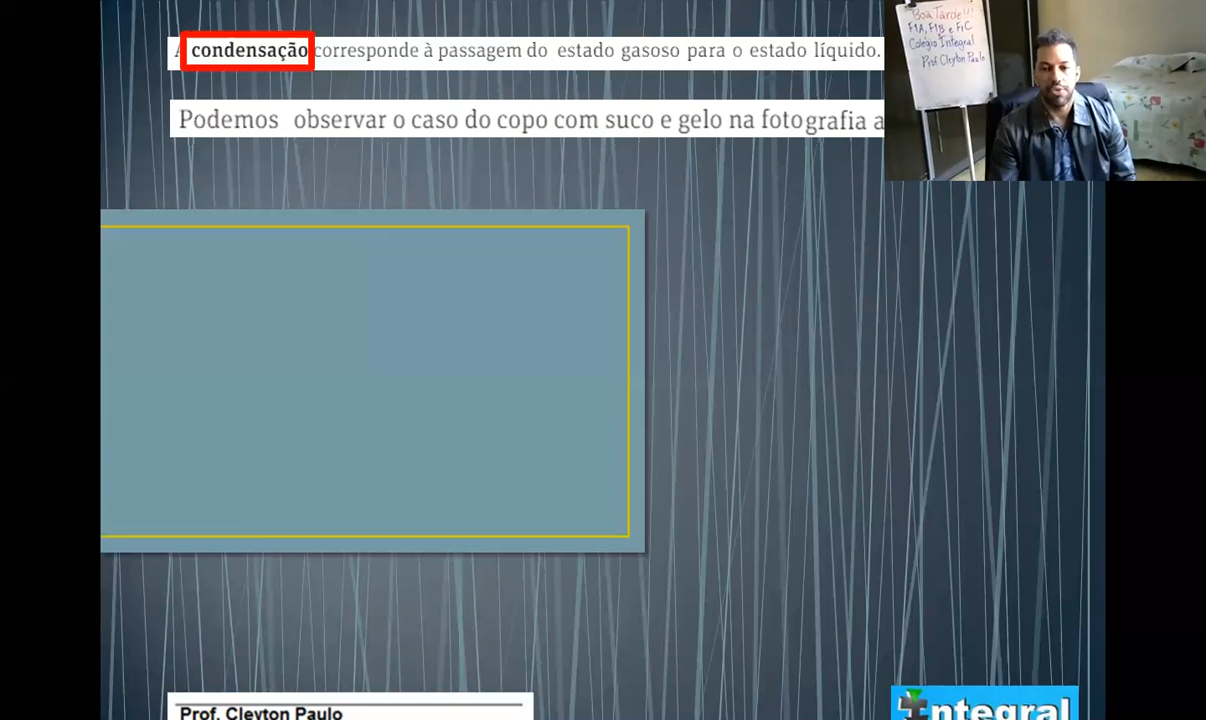 A condensação corresponde à passagem do estado gasoso para o estado líquido.
Podemos observar o caso do copo com suco e gelo na fotografia a
"Boa Tarde!!!"
F1A, F1B e F1C
Colégio Integral
Prof. Cleyton Paulo
Prof. Cleyton Paulo
Integral